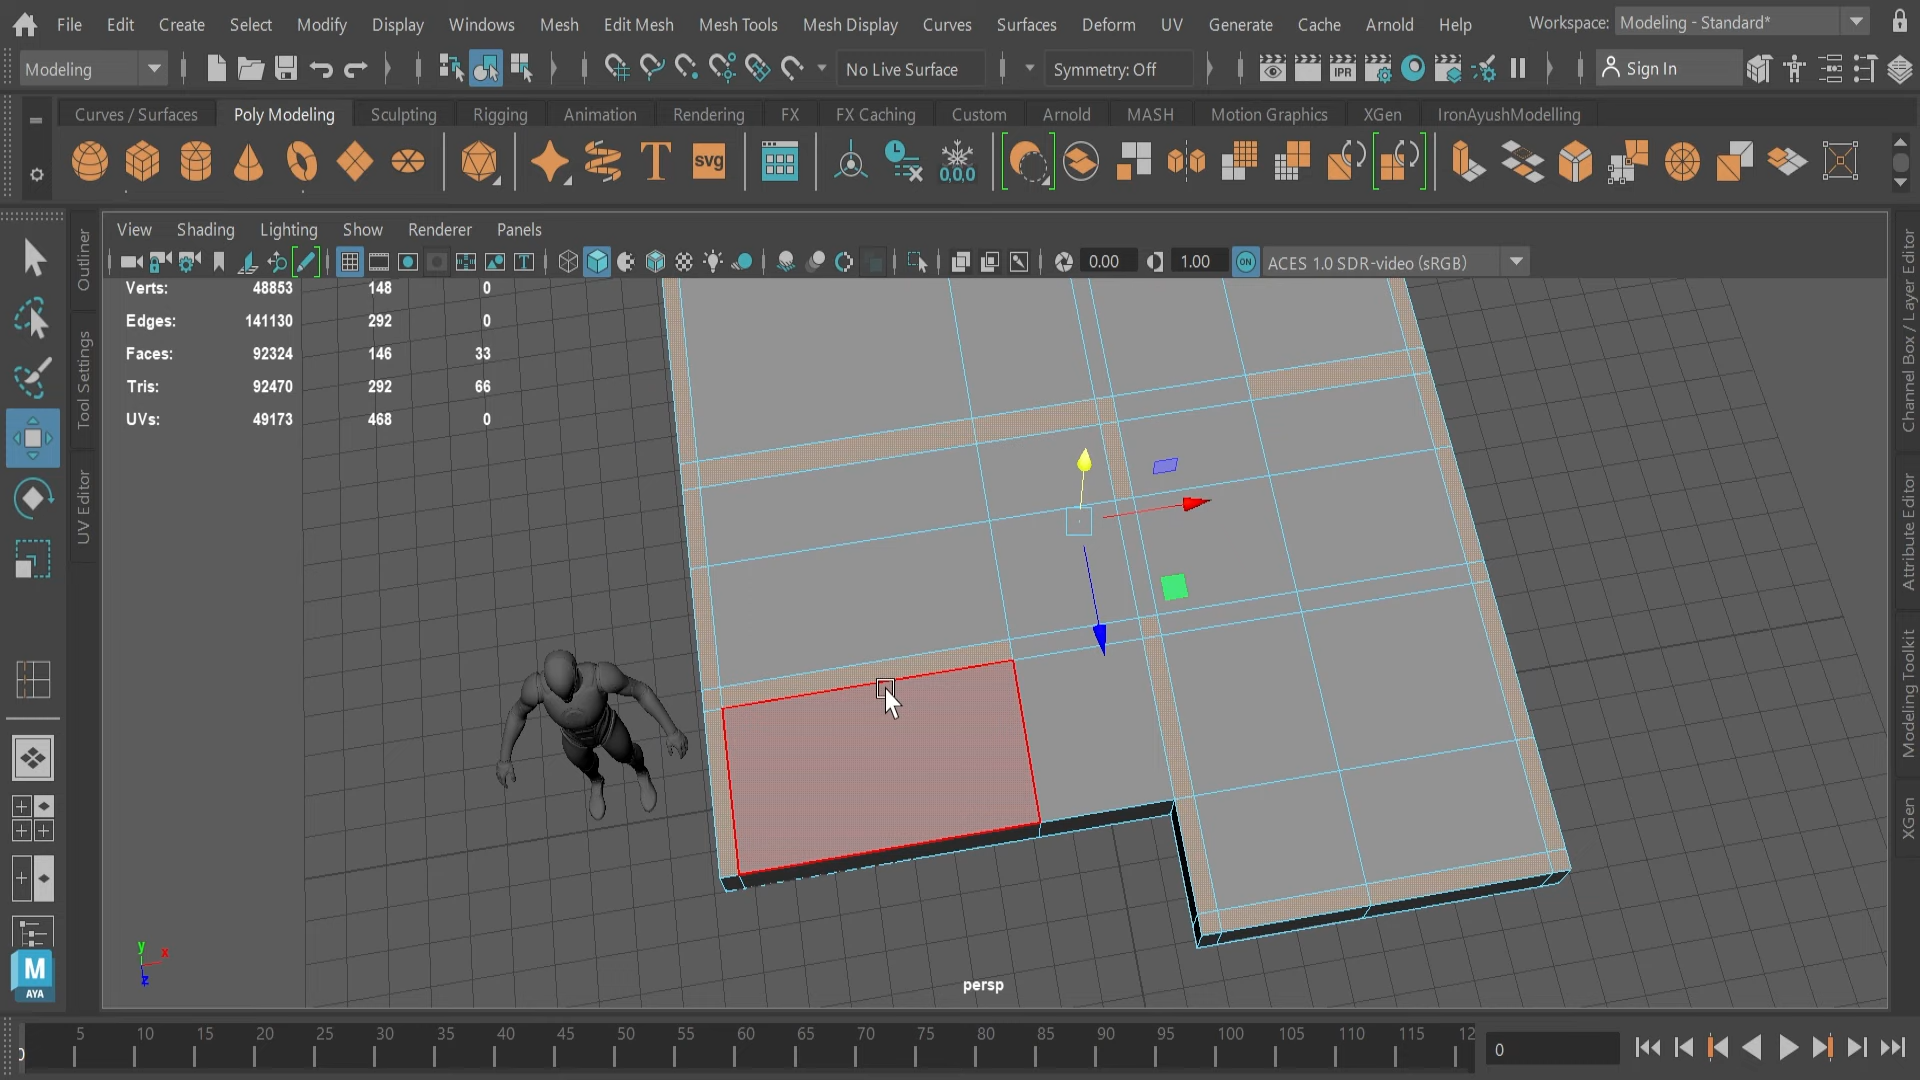 File Edit Create Select Modify Display Windows Mesh Edit Mesh Mesh Tools Mesh Display Curves Surfaces Deform UV Generate Cache Arnold Help Workspace: Modeling - Standard*
Modeling No Live Surface Symmetry: Off IPR Sign In
Curves / Surfaces Poly Modeling Sculpting Rigging Animation Rendering FX FX Caching Custom Arnold MASH Motion Graphics XGen IronAyushModelling
T svg 0,0,0
View Shading Lighting Show Renderer Panels
0.00 1.00 ON ACES 1.0 SDR-video (sRGB)
Verts: 48853 148 0
Edges: 141130 292 0
Faces: 92324 146 33
Tris: 92470 292 66
UVs: 49173 468 0
Outliner
Tool Settings
UV Editor
Channel Box / Layer Editor
Attribute Editor
Modeling Toolkit
XGen
y x z
persp
M
AYA
5 10 15 20 25 30 35 40 45 50 55 60 65 70 75 80 85 90 95 100 105 110 115 12
0